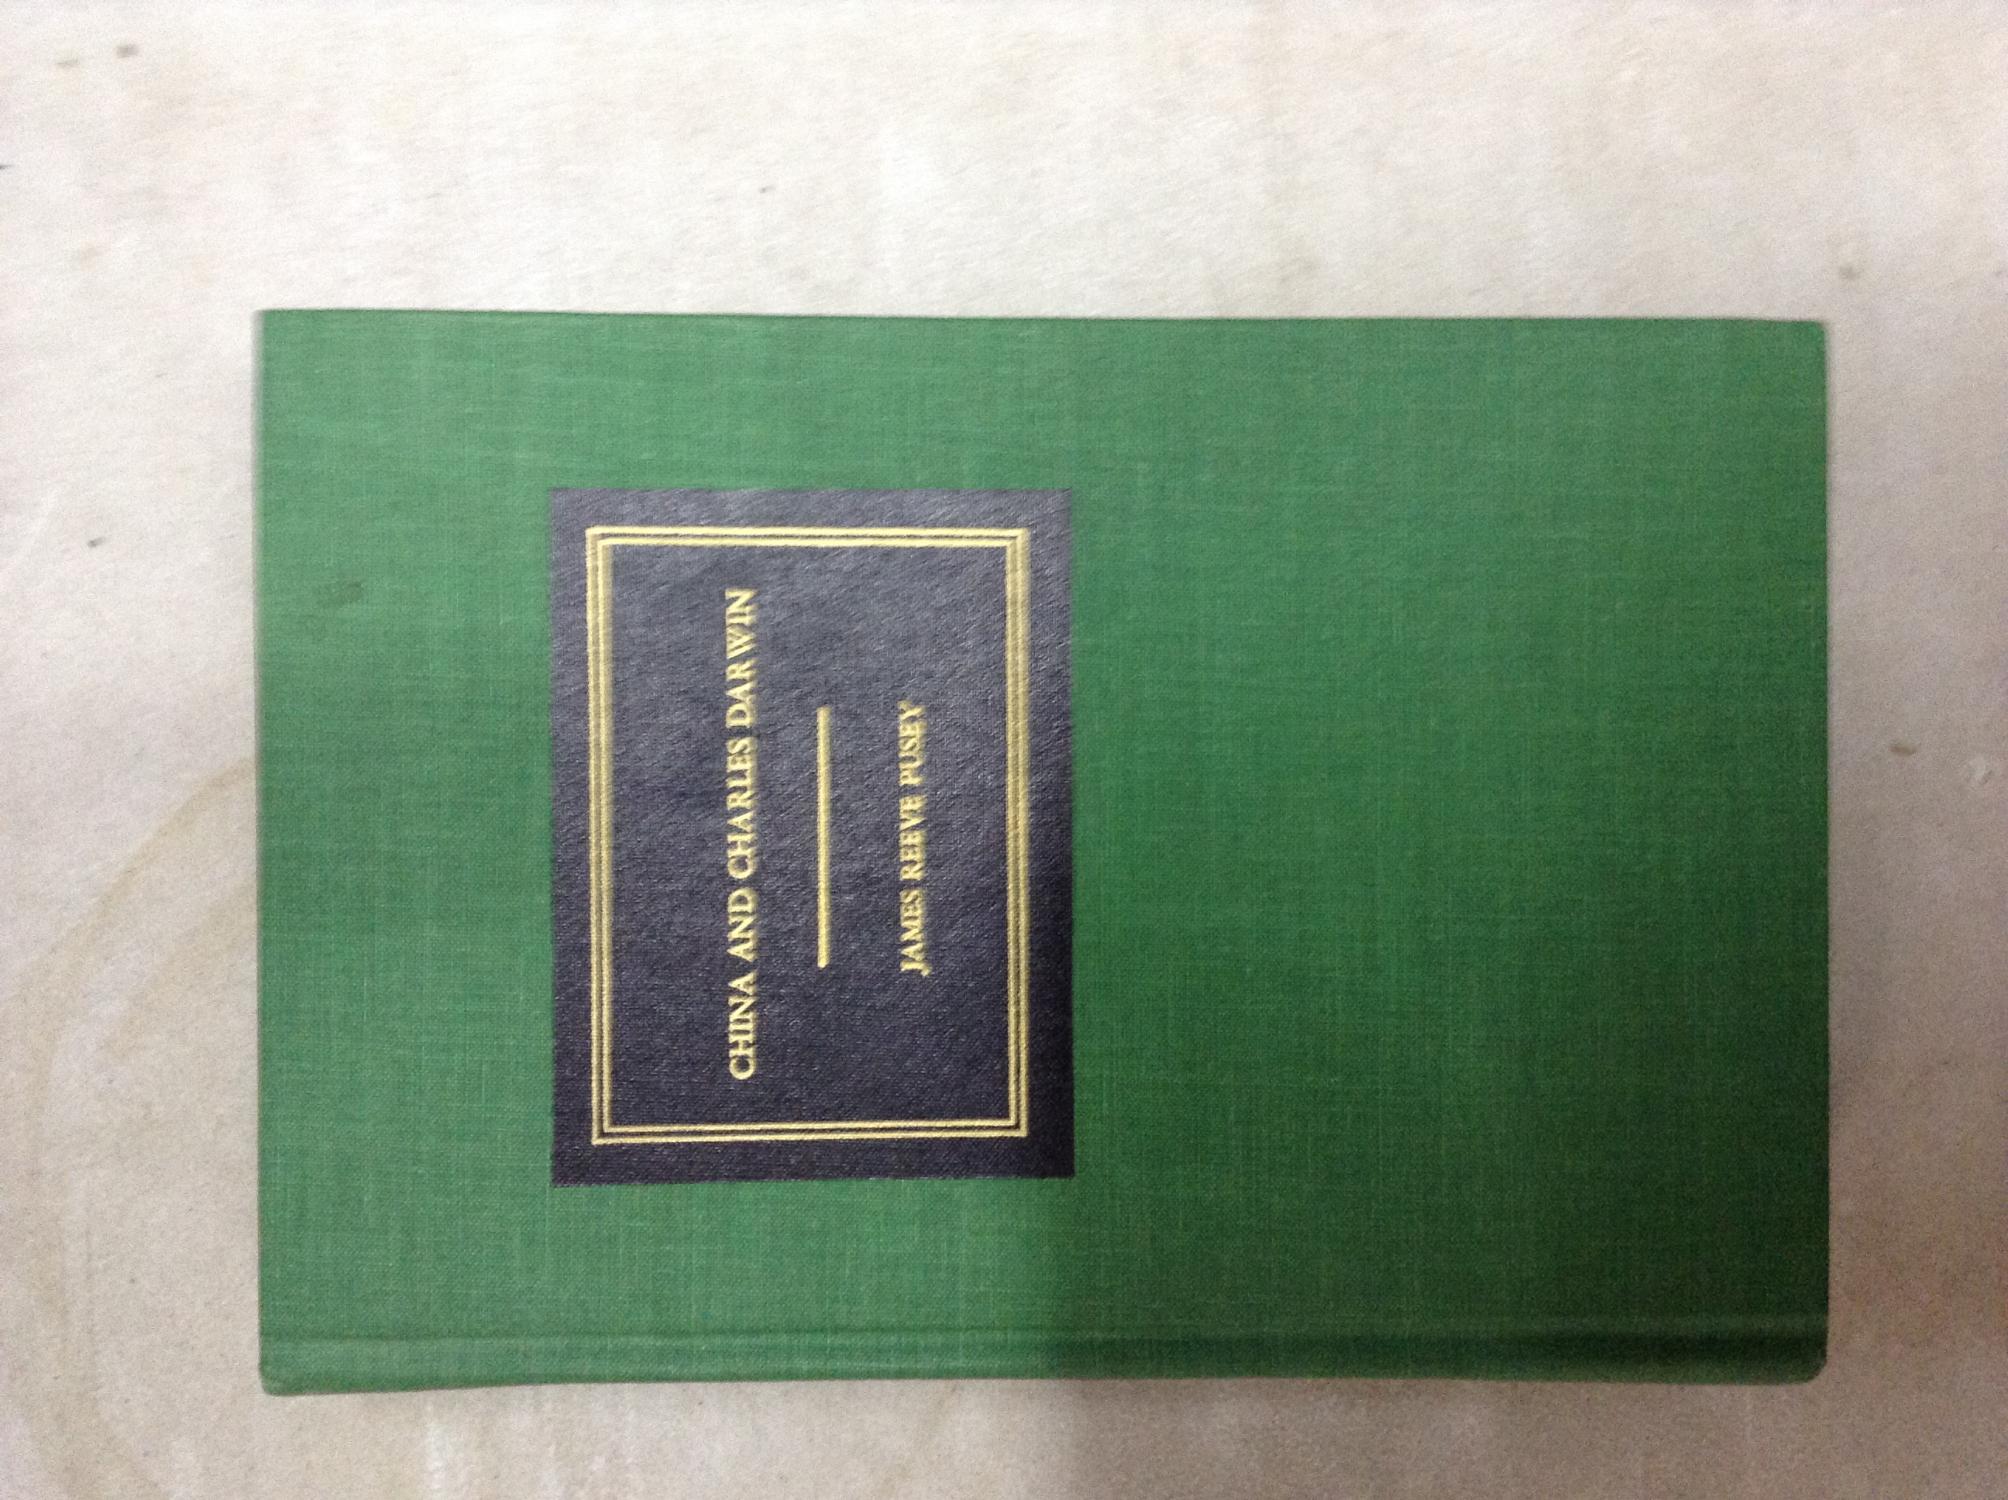 CHINA AND CHARLES DARWIN
JAMES REEVE PUSEY